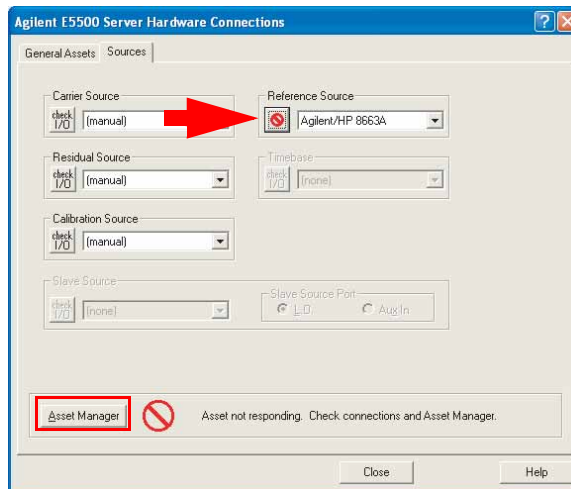 Agilent E5500 Server Hardware Connections
General Assets
Sources
Carrier Source
check I/O
(manual)
Reference Source
Agilent/HP 8663A
Residual Source
check I/O
(manual)
Timebase
check I/O
(none)
Calibration Source
check I/O
(manual)
Slave Source
check I/O
(none)
Slave Source Port
L.O.
Aux In
Asset Manager
Asset not responding. Check connections and Asset Manager.
Close
Help